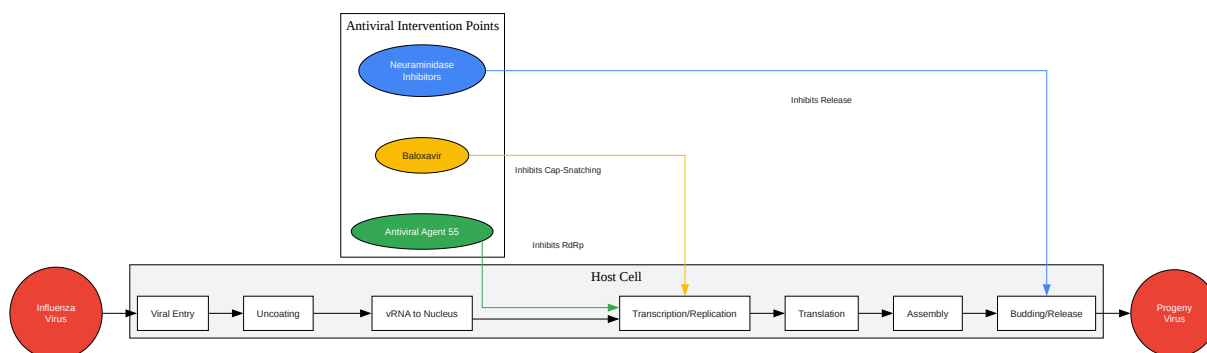 Antiviral Intervention Points
Neuraminidase
Inhibitors
Inhibits Release
Baloxavir
Inhibits Cap-Snatching
Antiviral Agent 55
Inhibits RdRp
Host Cell
Influenza
Virus
Viral Entry
Uncoating
vRNA to Nucleus
Transcription/Replication
Translation
Assembly
Budding/Release
Progeny
Virus